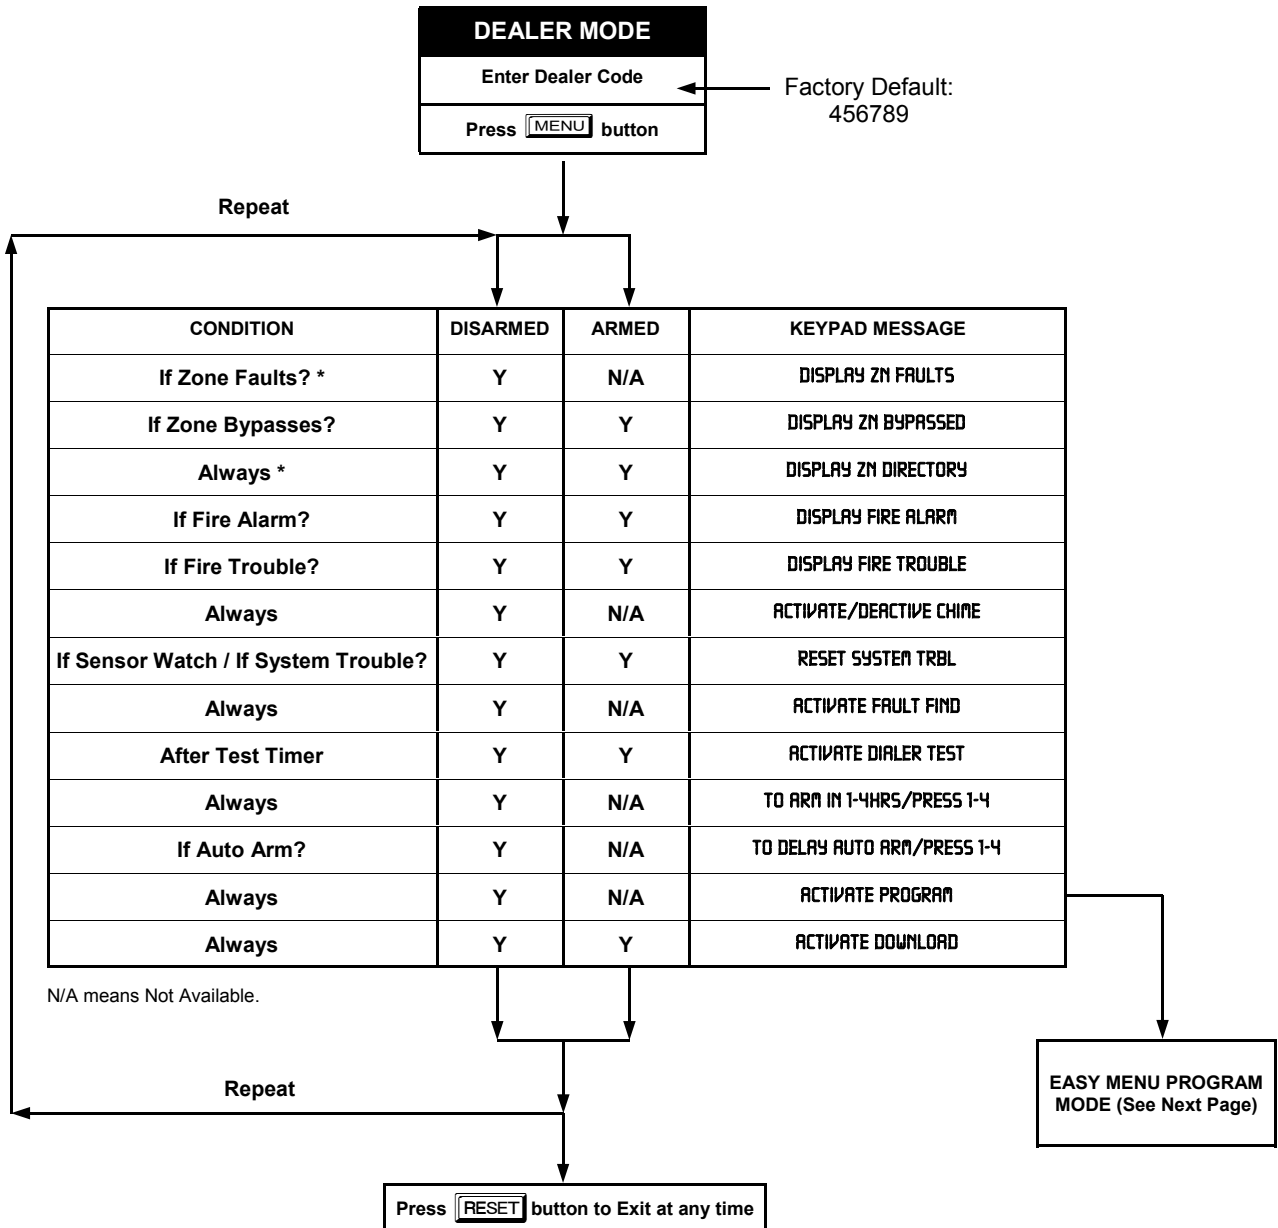 DEALER MODE
Enter Dealer Code
Press MENU button
Factory Default:
456789
Repeat
CONDITION DISARMED ARMED KEYPAD MESSAGE
If Zone Faults? * Y N/A DISPLAY ZN FAULTS
If Zone Bypasses? Y Y DISPLAY ZN BYPASSED
Always * Y Y DISPLAY ZN DIRECTORY
If Fire Alarm? Y Y DISPLAY FIRE ALARM
If Fire Trouble? Y Y DISPLAY FIRE TROUBLE
Always Y N/A ACTIVATE/DEACTIVE CHIME
If Sensor Watch / If System Trouble? Y Y RESET SYSTEM TRBL
Always Y N/A ACTIVATE FAULT FIND
After Test Timer Y Y ACTIVATE DIALER TEST
Always Y N/A TO ARM IN 1-4HRS/PRESS 1-4
If Auto Arm? Y N/A TO DELAY AUTO ARM/PRESS 1-4
Always Y N/A ACTIVATE PROGRAM
Always Y Y ACTIVATE DOWNLOAD
N/A means Not Available.
Repeat
EASY MENU PROGRAM
MODE (See Next Page)
Press RESET button to Exit at any time